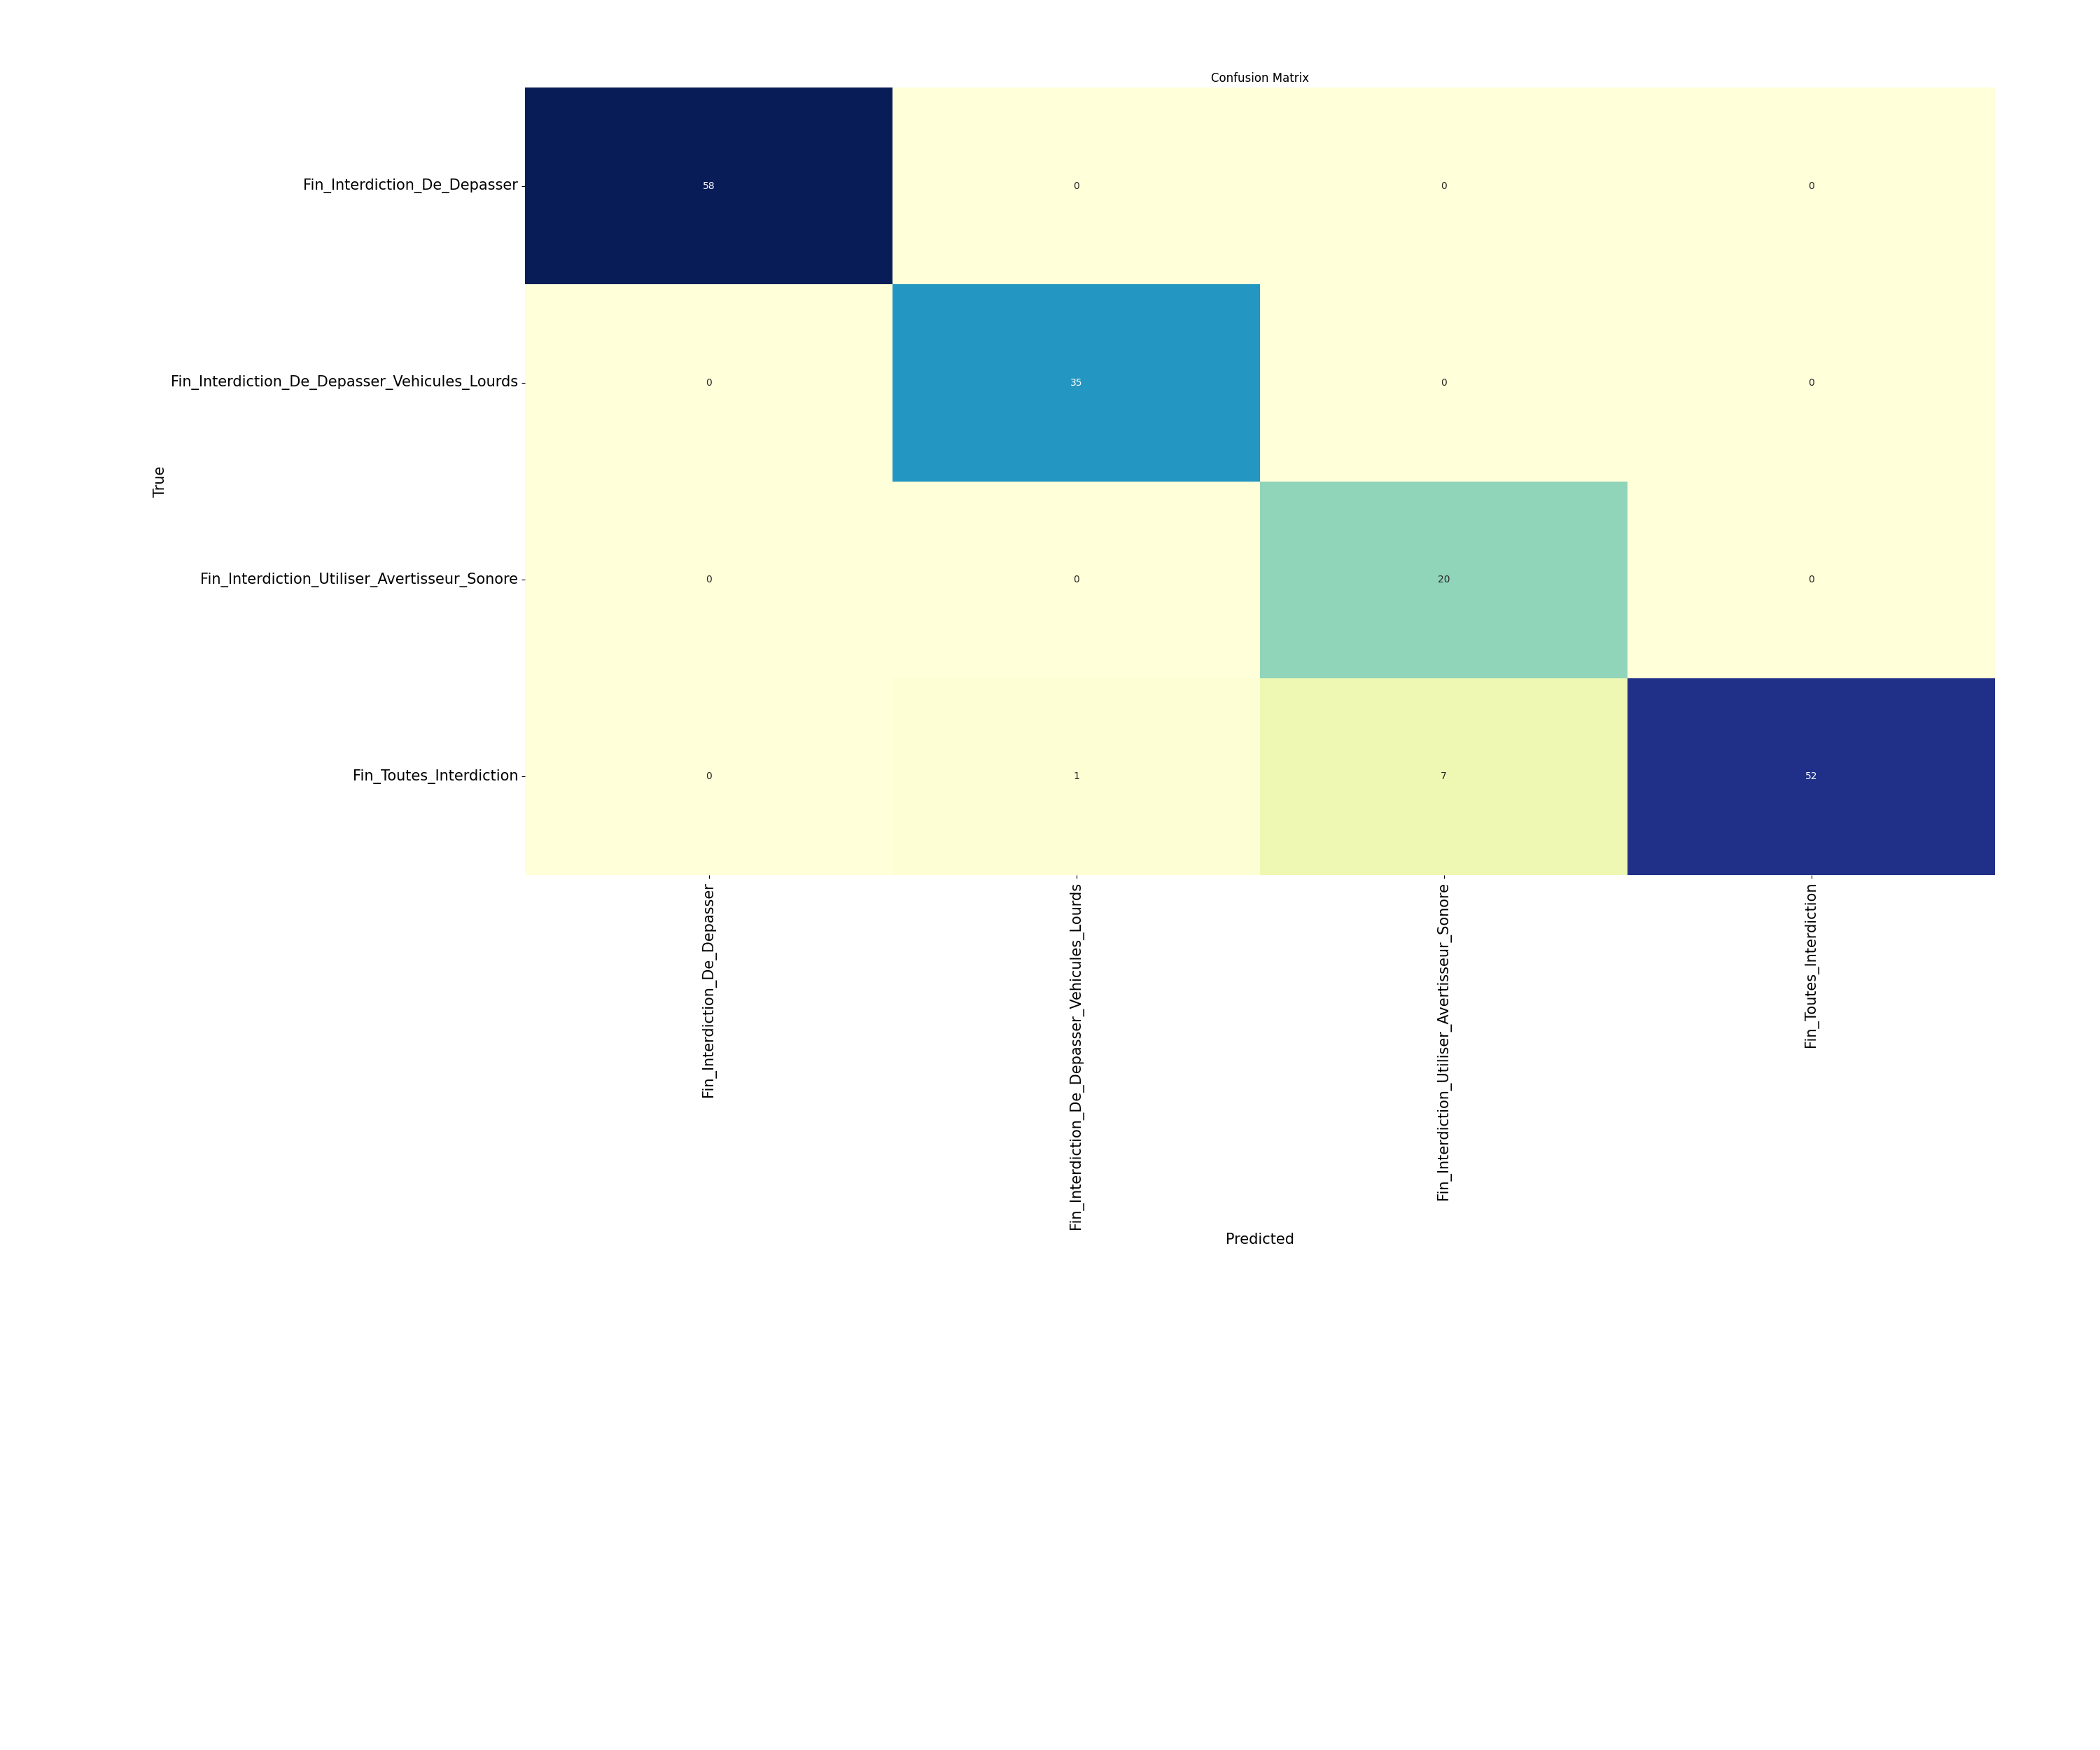 Confusion Matrix
Fin_Interdiction_De_Depasser
58 0 0 0
Fin_Interdiction_De_Depasser_Vehicules_Lourds
0 35 0 0
True
Fin_Interdiction_Utiliser_Avertisseur_Sonore
0 0 20 0
Fin_Toutes_Interdiction
0 1 7 52
Fin_Interdiction_De_Depasser
Fin_Interdiction_De_Depasser_Vehicules_Lourds
Fin_Interdiction_Utiliser_Avertisseur_Sonore
Fin_Toutes_Interdiction
Predicted